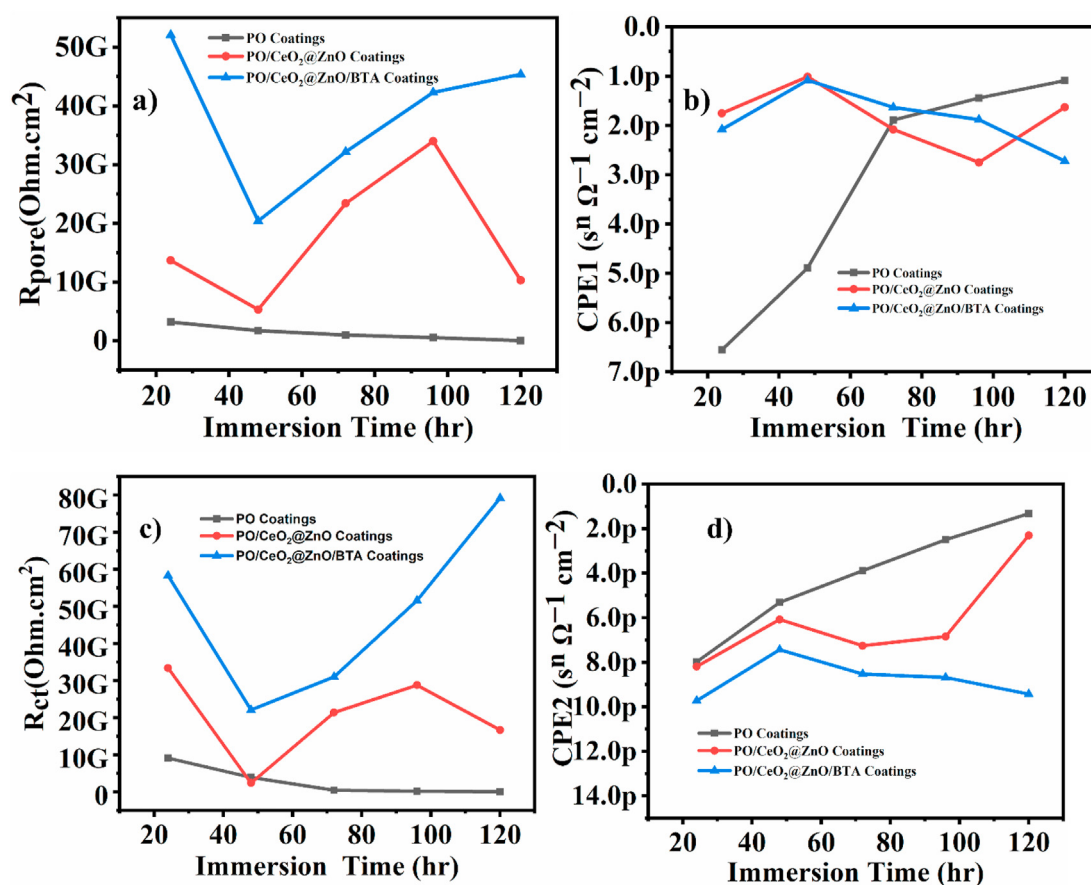 50G
40G
30G
20G
10G
0
Rpore(Ohm.cm²)
a)
PO Coatings
PO/CeO₂@ZnO Coatings
PO/CeO₂@ZnO/BTA Coatings
20 40 60 80 100 120
Immersion Time (hr)
0.0
1.0p
2.0p
3.0p
4.0p
5.0p
6.0p
7.0p
CPE1 (sⁿ Ω⁻¹ cm⁻²)
b)
PO Coatings
PO/CeO₂@ZnO Coatings
PO/CeO₂@ZnO/BTA Coatings
20 40 60 80 100 120
Immersion Time (hr)
80G
70G
60G
50G
40G
30G
20G
10G
0
Rct(Ohm.cm²)
c)
PO Coatings
PO/CeO₂@ZnO Coatings
PO/CeO₂@ZnO/BTA Coatings
20 40 60 80 100 120
Immersion Time (hr)
0.0
2.0p
4.0p
6.0p
8.0p
10.0p
12.0p
14.0p
CPE2 (sⁿ Ω⁻¹ cm⁻²)
d)
PO Coatings
PO/CeO₂@ZnO Coatings
PO/CeO₂@ZnO/BTA Coatings
20 40 60 80 100 120
Immersion Time (hr)